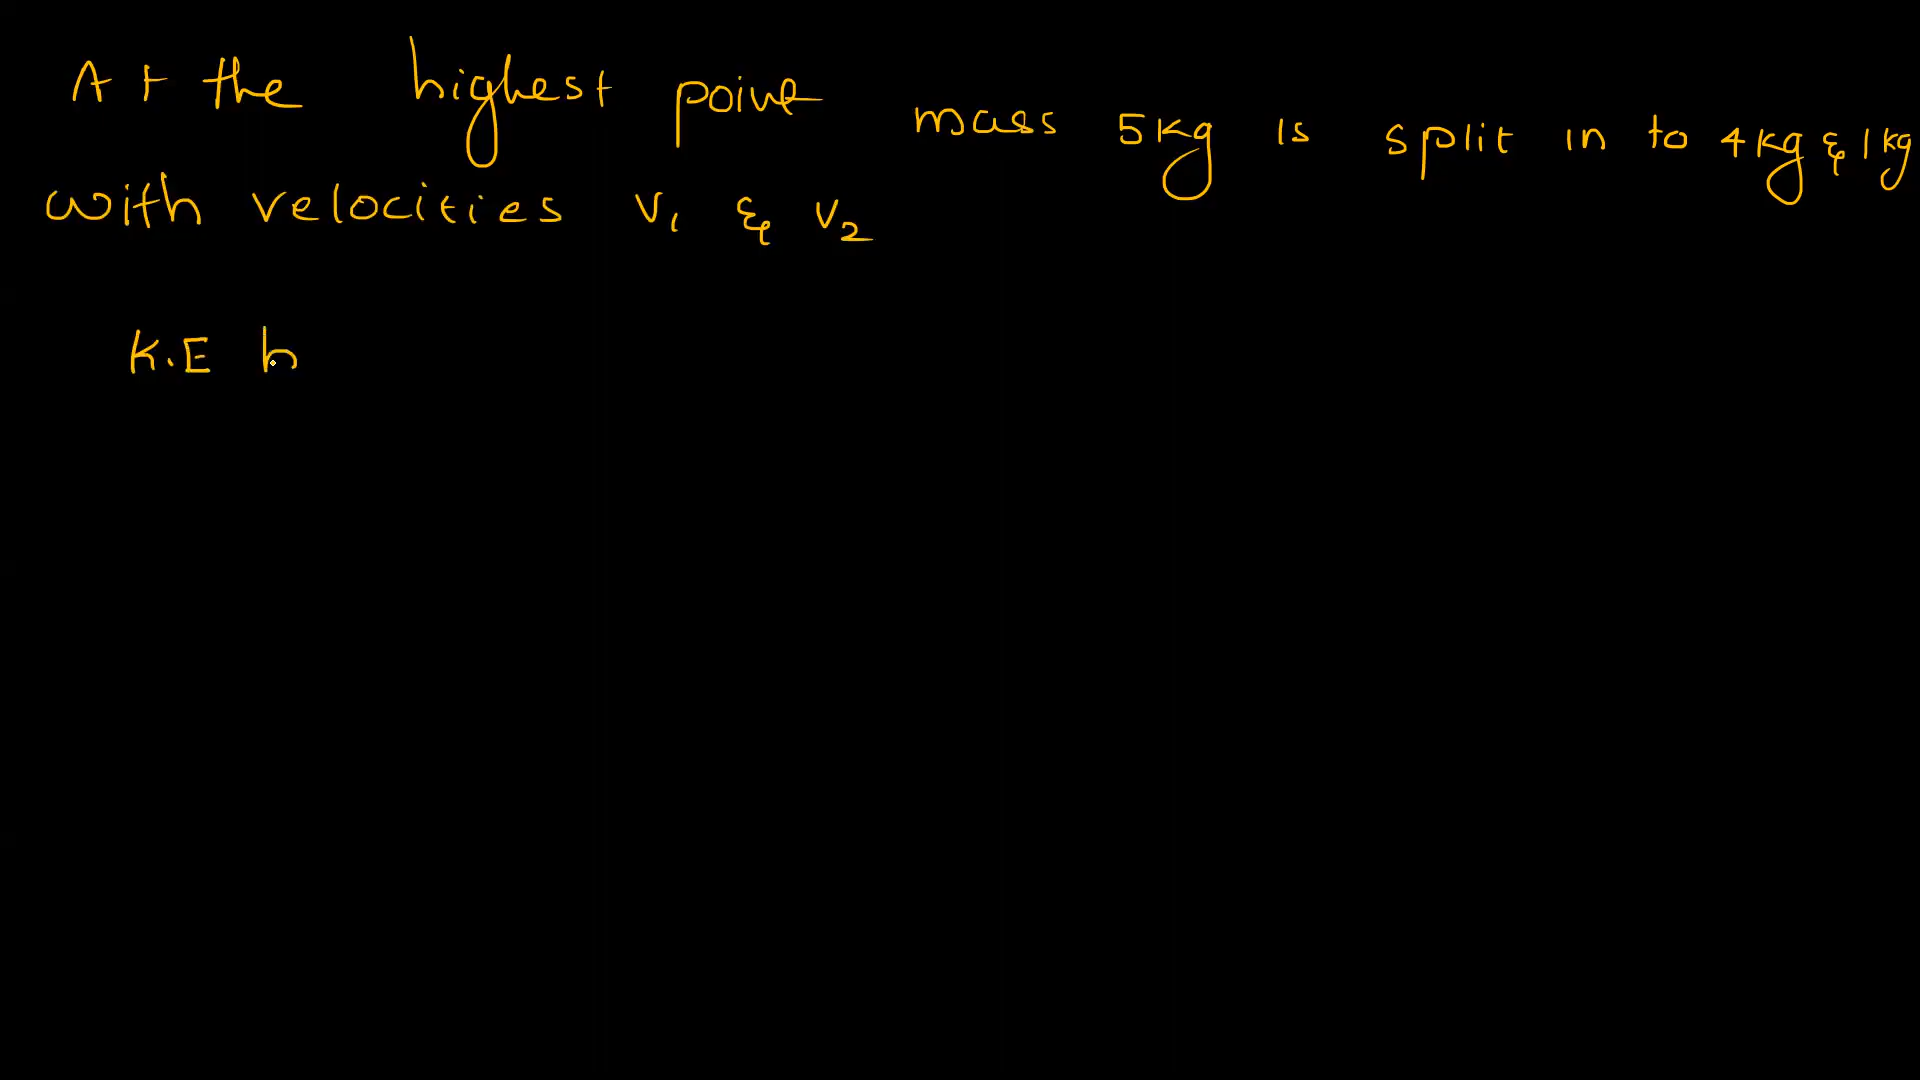 At the highest point mass 5kg is split in to 4kg & 1kg
with velocities v₁ & v₂
K.E h